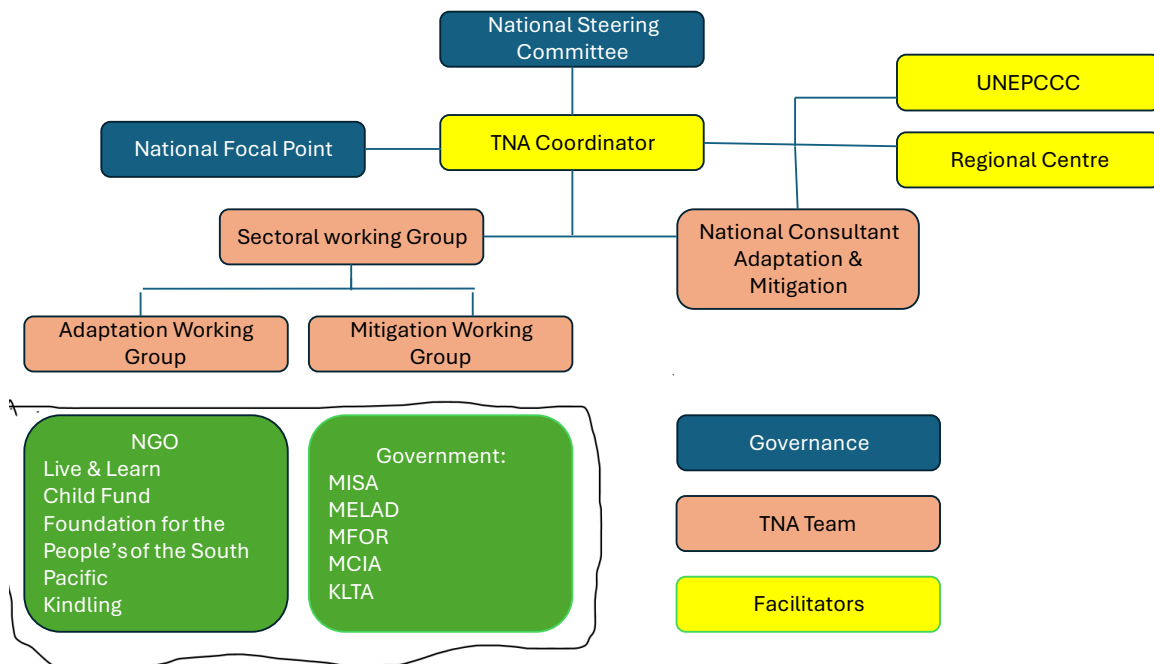 National Steering
Committee
UNEPCCC
National Focal Point
TNA Coordinator
Regional Centre
Sectoral working Group
National Consultant
Adaptation &
Mitigation
Adaptation Working
Group
Mitigation Working
Group
NGO
Live & Learn
Child Fund
Foundation for the
People's of the South
Pacific
Kindling
Government:
MISA
MELAD
MFOR
MCIA
KLTA
Governance
TNA Team
Facilitators